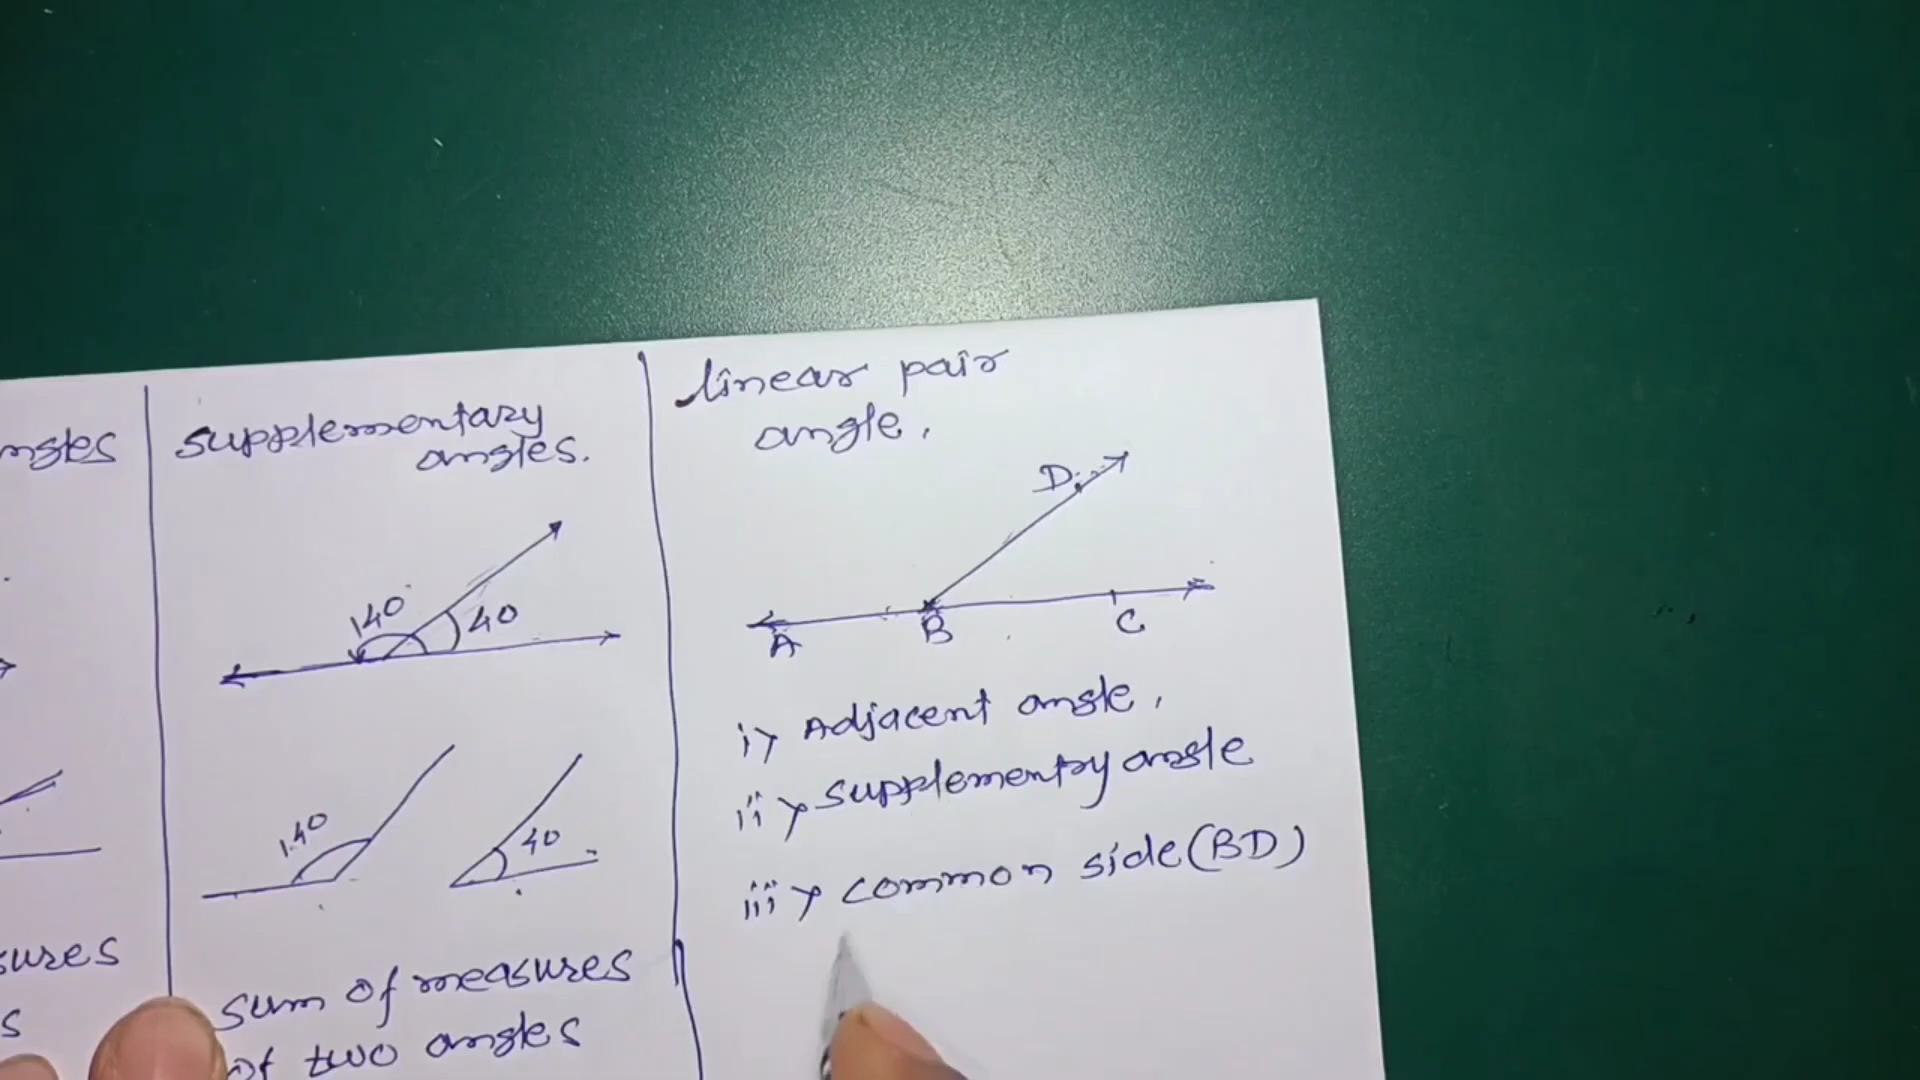 ngles
sures
s
supplementary
angles.
140
40
140
40
sum of measures
of two angles
linear pair
angle.
D
A B C
i> Adjacent angle,
ii> supplementry angle
iii> common side (BD)